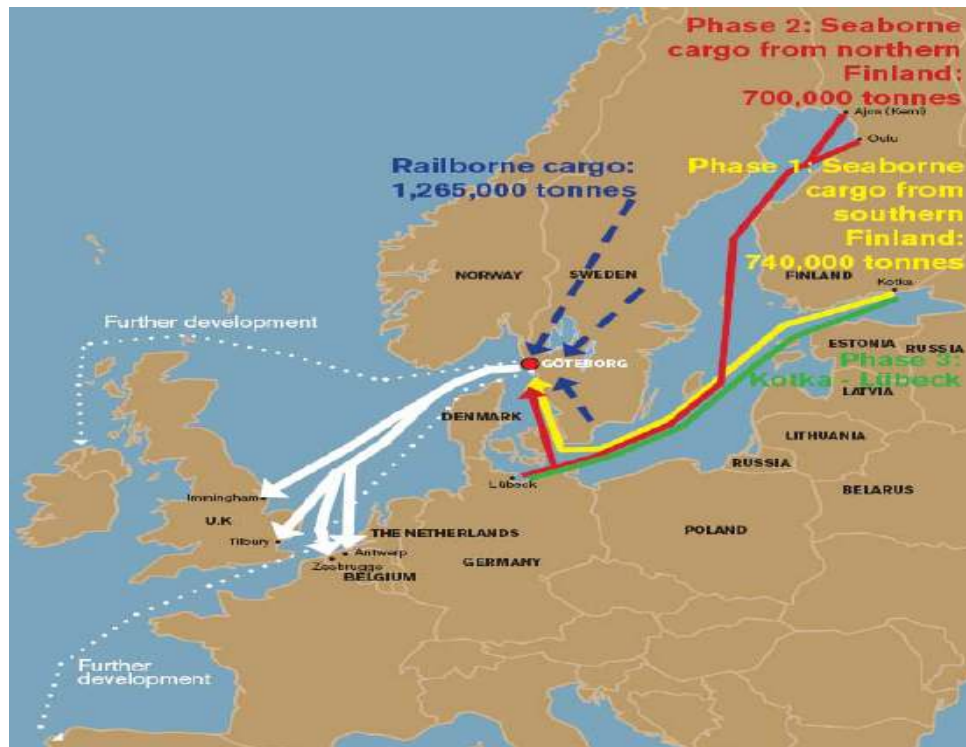 Phase 2: Seaborne
cargo from northern
Finland:
700,000 tonnes
Ajos (Kemi)
Oulu
Railborne cargo:
1,265,000 tonnes
Phase 1: Seaborne
cargo from
southern
Finland:
740,000 tonnes
NORWAY
SWEDEN
FINLAND
Kotka
Further development
ESTONIA
RUSSIA
GÖTEBORG
Phase 3:
Kotka - Lübeck
LATVIA
DENMARK
LITHUANIA
RUSSIA
Lübeck
BELARUS
Immingham
U.K
POLAND
Tilbury
THE NETHERLANDS
Antwerp
Zeebrugge
GERMANY
BELGIUM
Further
development